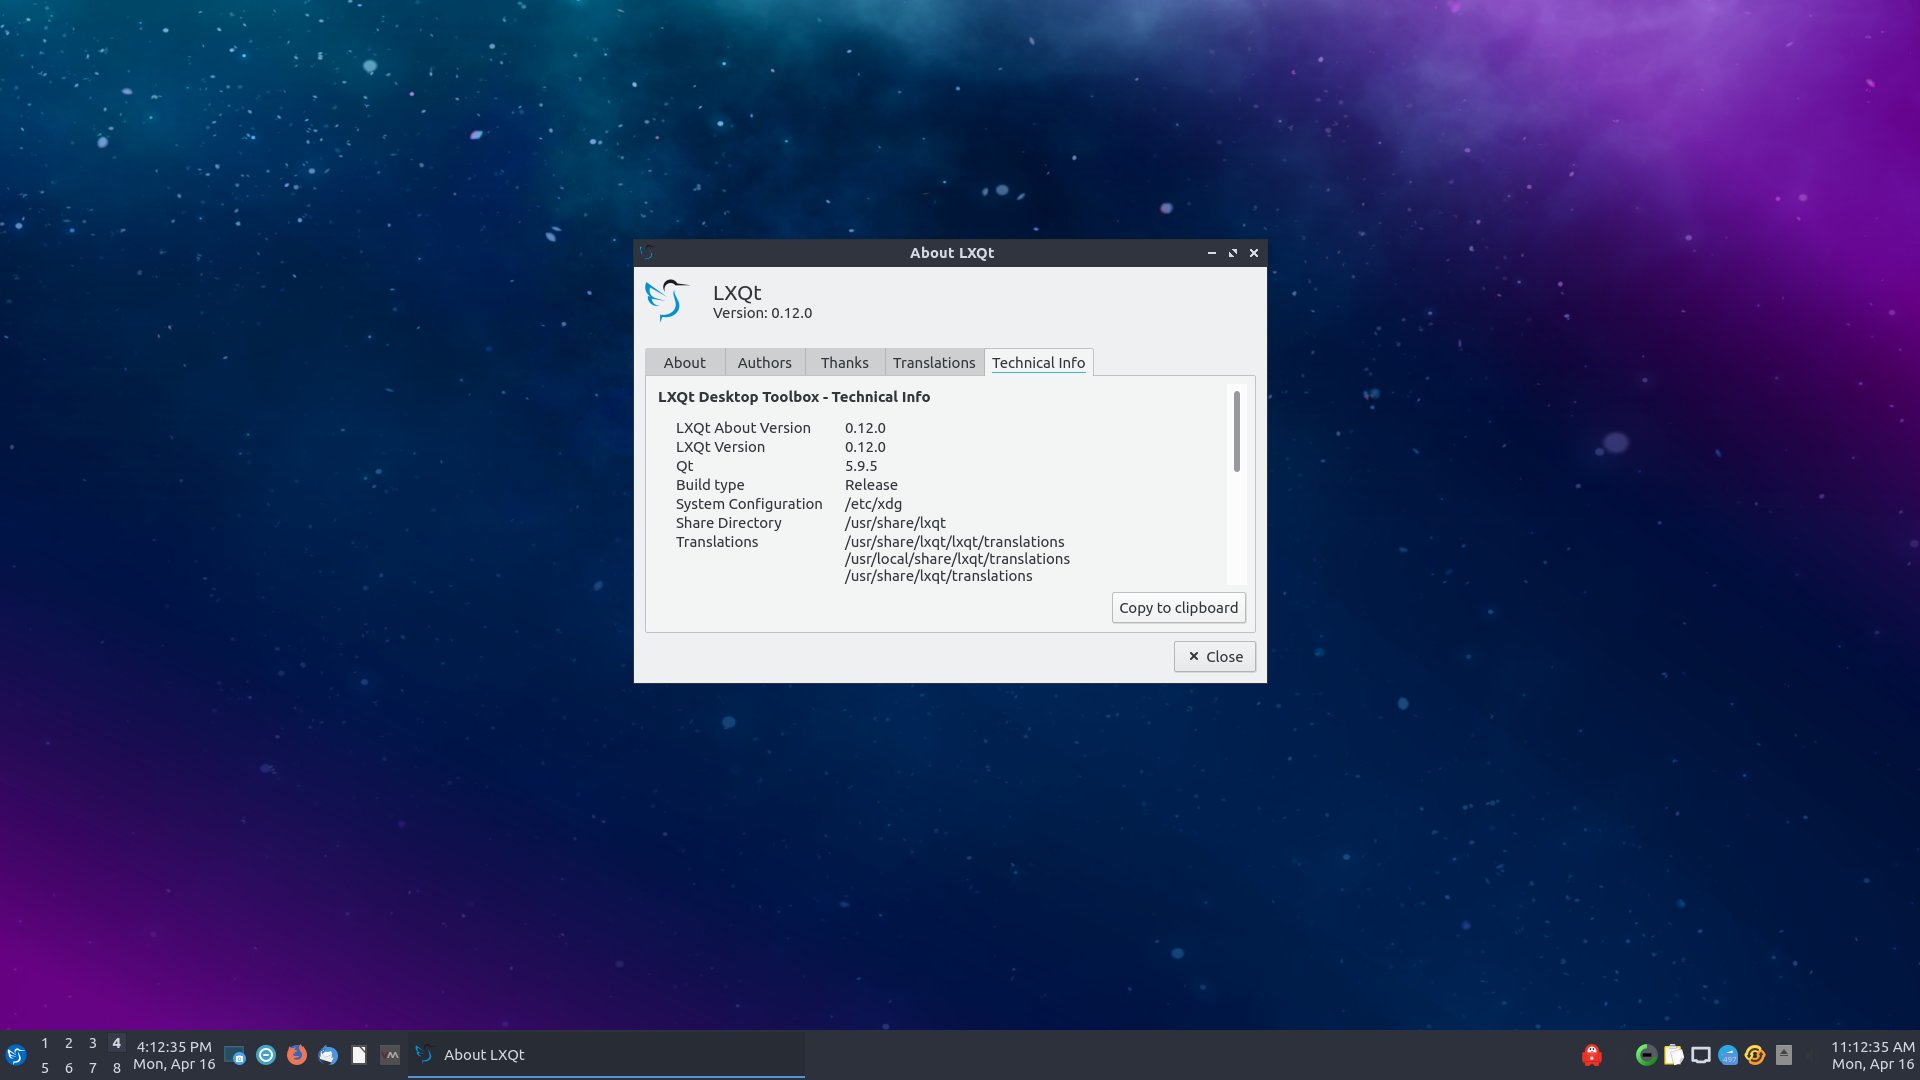 About LXQt
LXQt
Version: 0.12.0
About Authors Thanks Translations Technical Info
LXQt Desktop Toolbox - Technical Info
LXQt About Version 0.12.0
LXQt Version 0.12.0
Qt 5.9.5
Build type Release
System Configuration /etc/xdg
Share Directory /usr/share/lxqt
Translations /usr/share/lxqt/lxqt/translations
/usr/local/share/lxqt/translations
/usr/share/lxqt/translations
Copy to clipboard
Close
1 2 3 4
5 6 7 8
4:12:35 PM
Mon, Apr 16
About LXQt
497
11:12:35 AM
Mon, Apr 16